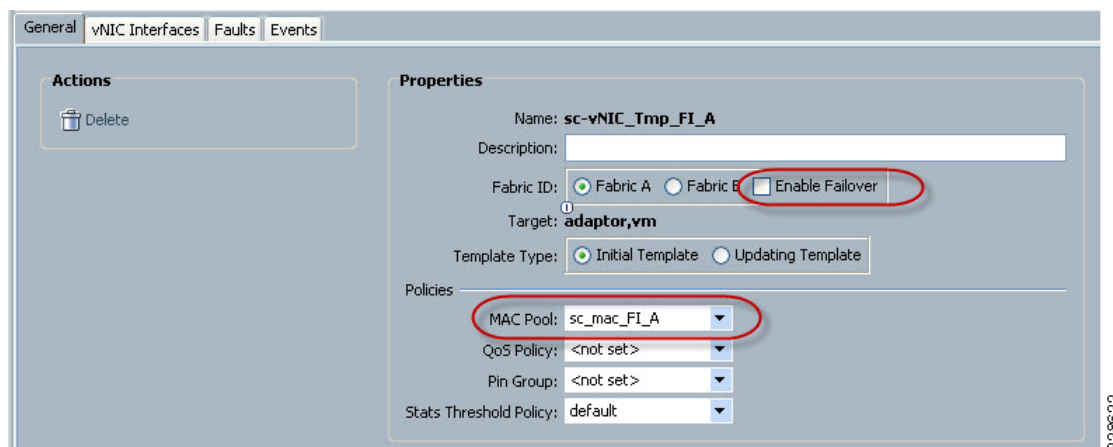 General vNIC Interfaces Faults Events
Actions
Delete
Properties
Name: sc-vNIC_Tmp_FI_A
Description:
Fabric ID: Fabric A Fabric B Enable Failover
Target: adaptor,vm
Template Type: Initial Template Updating Template
Policies
MAC Pool: sc_mac_FI_A
QoS Policy: <not set>
Pin Group: <not set>
Stats Threshold Policy: default